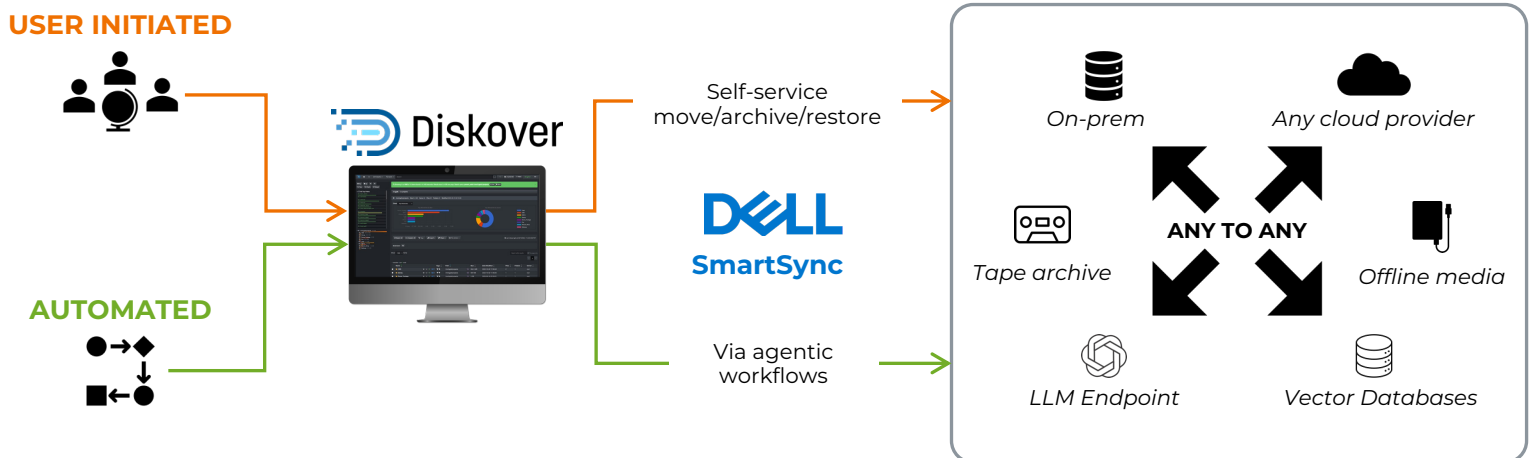 USER INITIATED
AUTOMATED
Diskover
Self-service
move/archive/restore
DELL
SmartSync
Via agentic
workflows
On-prem
Any cloud provider
Tape archive
ANY TO ANY
Offline media
LLM Endpoint
Vector Databases